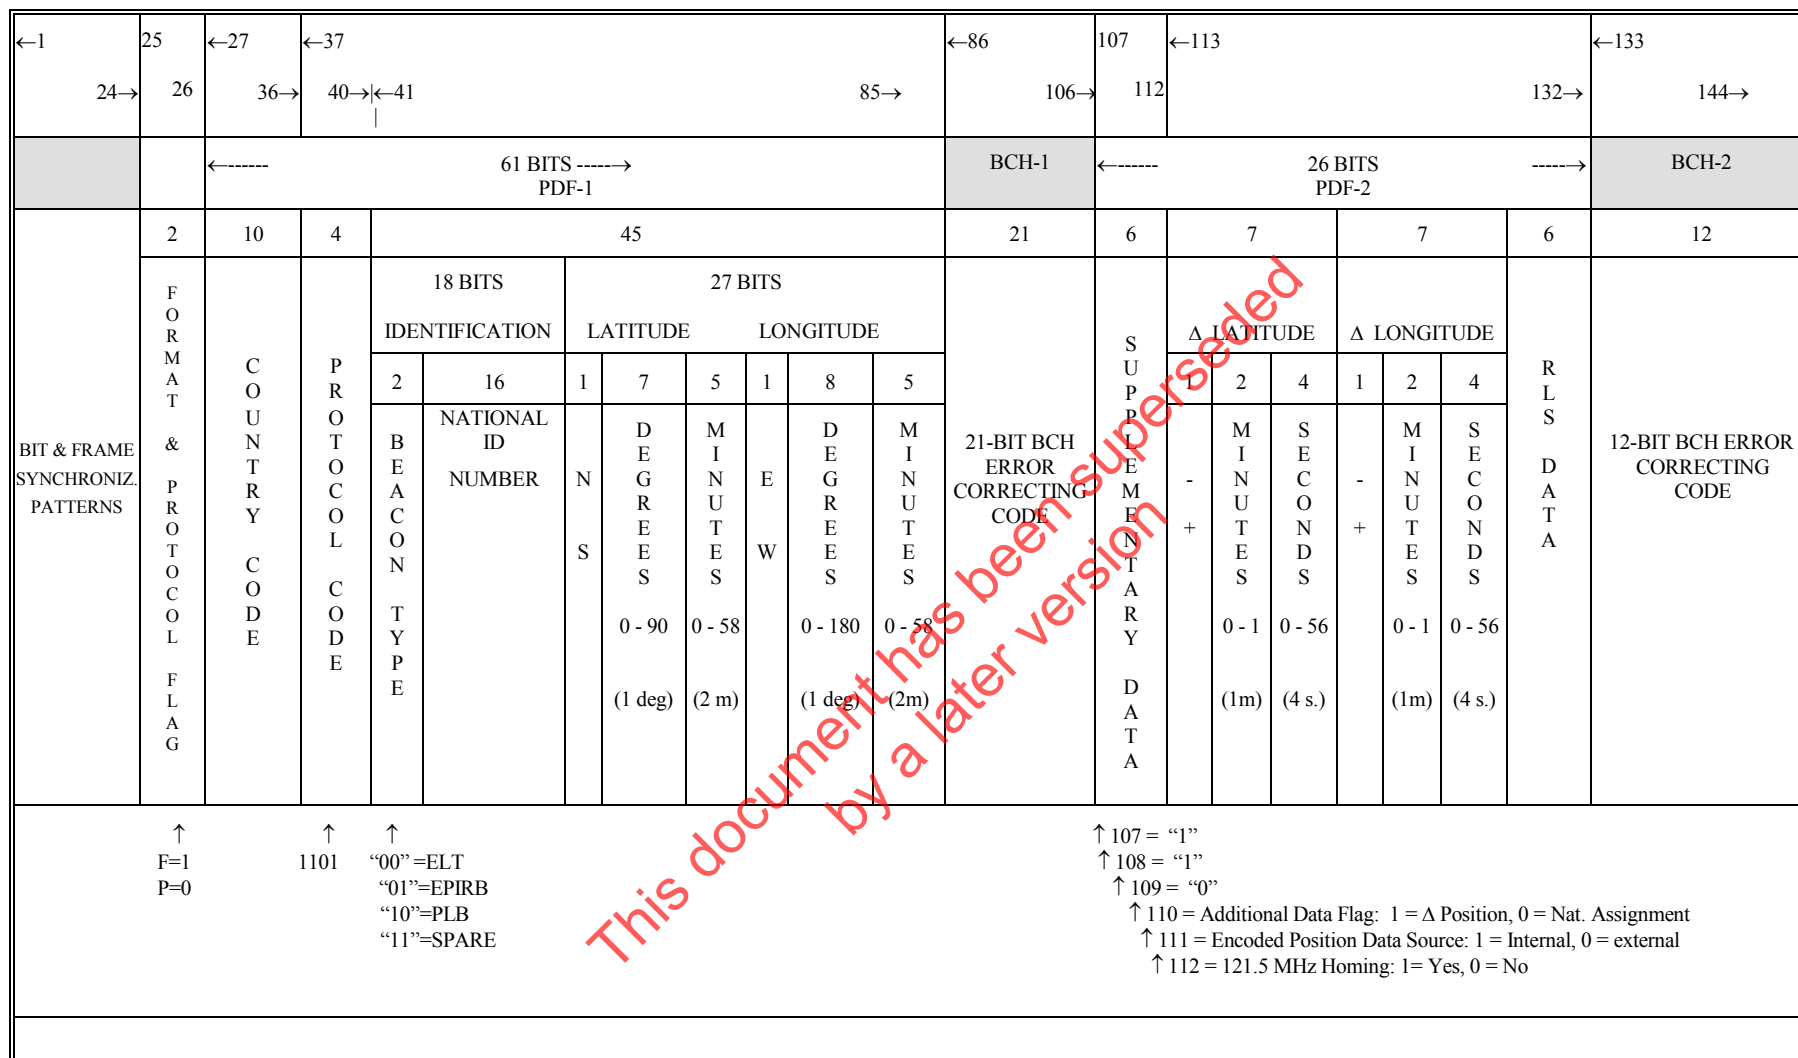 ←1 25 ←27 ←37 ←86 107 ←113 ←133
24→ 26 36→ 40→|←41 85→ 106→ 112 132→ 144→
|
←------ 61 BITS -----→ BCH-1 ←------ 26 BITS -----→ BCH-2
PDF-1 PDF-2
2 10 4 45 21 6 7 7 6 12
18 BITS 27 BITS
IDENTIFICATION LATITUDE LONGITUDE Δ LATITUDE Δ LONGITUDE
2 16 1 7 5 1 8 5 1 2 4 1 2 4
BIT & FRAME
SYNCHRONIZ.
PATTERNS
FORMAT & PROTOCOL FLAG
COUNTRY CODE
PROTOCOL CODE
BEACON TYPE
NATIONAL
ID
NUMBER
N
S
DEGREES
0 - 90
(1 deg)
MINUTES
0 - 58
(2 m)
E
W
DEGREES
0 - 180
(1 deg)
MINUTES
0 - 58
(2m)
21-BIT BCH
ERROR
CORRECTING
CODE
SUPPLEMENTARY DATA
-
+
MINUTES
0 - 1
(1m)
SECONDS
0 - 56
(4 s.)
-
+
MINUTES
0 - 1
(1m)
SECONDS
0 - 56
(4 s.)
RLS DATA
12-BIT BCH ERROR
CORRECTING
CODE
↑ ↑ ↑ ↑ 107 = “1”
F=1 1101 “00” =ELT ↑ 108 = “1”
P=0 “01”=EPIRB ↑ 109 = “0”
“10”=PLB ↑ 110 = Additional Data Flag: 1 = Δ Position, 0 = Nat. Assignment
“11”=SPARE ↑ 111 = Encoded Position Data Source: 1 = Internal, 0 = external
↑ 112 = 121.5 MHz Homing: 1= Yes, 0 = No
This document has been superseded
by a later version